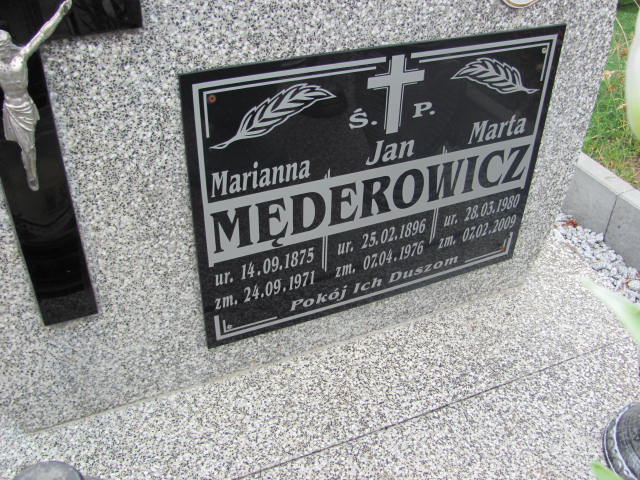 Ś. P.
Marianna Jan Marta
MĘDEROWICZ
ur. 14.09.1875 ur. 25.02.1896 ur. 28.03.1980
zm. 24.09.1971 zm. 07.04.1976 zm. 07.02.2009
Pokój Ich Duszom